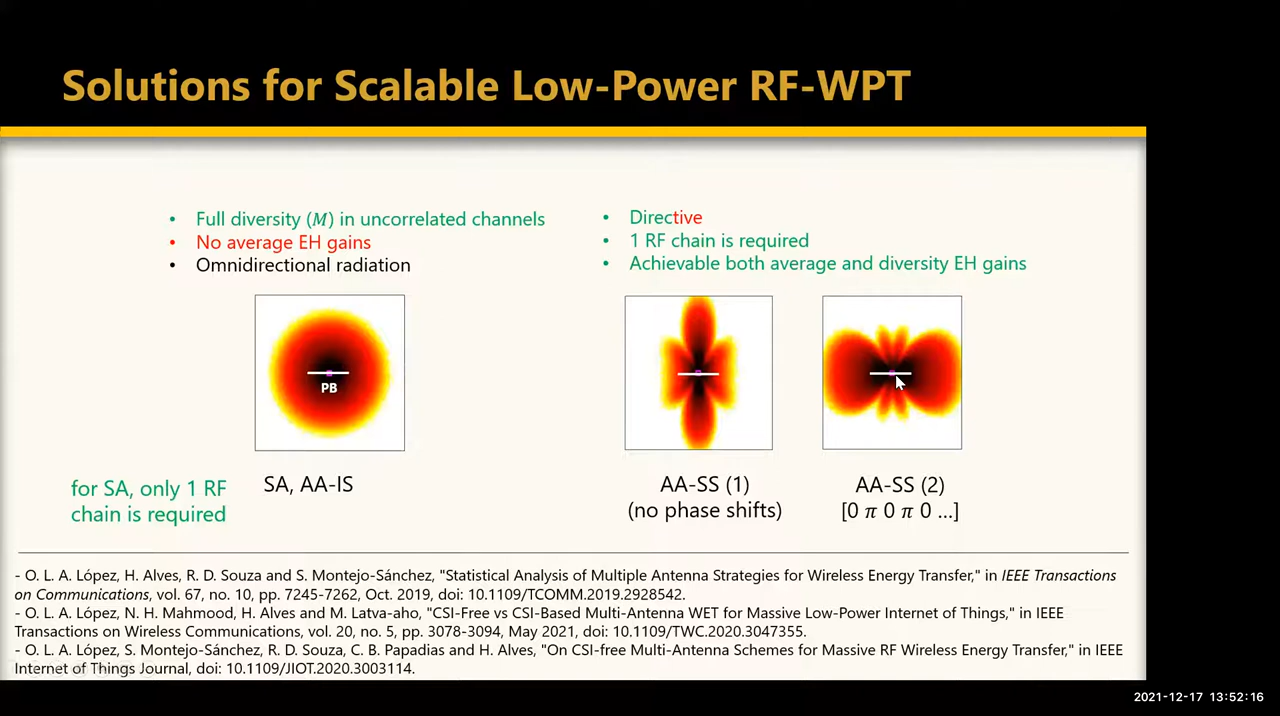 Solutions for Scalable Low-Power RF-WPT
• Full diversity (𝑀) in uncorrelated channels
• No average EH gains
• Omnidirectional radiation
• Directive
• 1 RF chain is required
• Achievable both average and diversity EH gains
PB
for SA, only 1 RF
chain is required
SA, AA-IS
AA-SS (1)
(no phase shifts)
AA-SS (2)
[0 𝜋 0 𝜋 0 …]
- O. L. A. López, H. Alves, R. D. Souza and S. Montejo-Sánchez, "Statistical Analysis of Multiple Antenna Strategies for Wireless Energy Transfer," in IEEE Transactions
on Communications, vol. 67, no. 10, pp. 7245-7262, Oct. 2019, doi: 10.1109/TCOMM.2019.2928542.
- O. L. A. López, N. H. Mahmood, H. Alves and M. Latva-aho, "CSI-Free vs CSI-Based Multi-Antenna WET for Massive Low-Power Internet of Things," in IEEE
Transactions on Wireless Communications, vol. 20, no. 5, pp. 3078-3094, May 2021, doi: 10.1109/TWC.2020.3047355.
- O. L. A. López, S. Montejo-Sánchez, R. D. Souza, C. B. Papadias and H. Alves, "On CSI-free Multi-Antenna Schemes for Massive RF Wireless Energy Transfer," in IEEE
Internet of Things Journal, doi: 10.1109/JIOT.2020.3003114.
2021-12-17 13:52:16